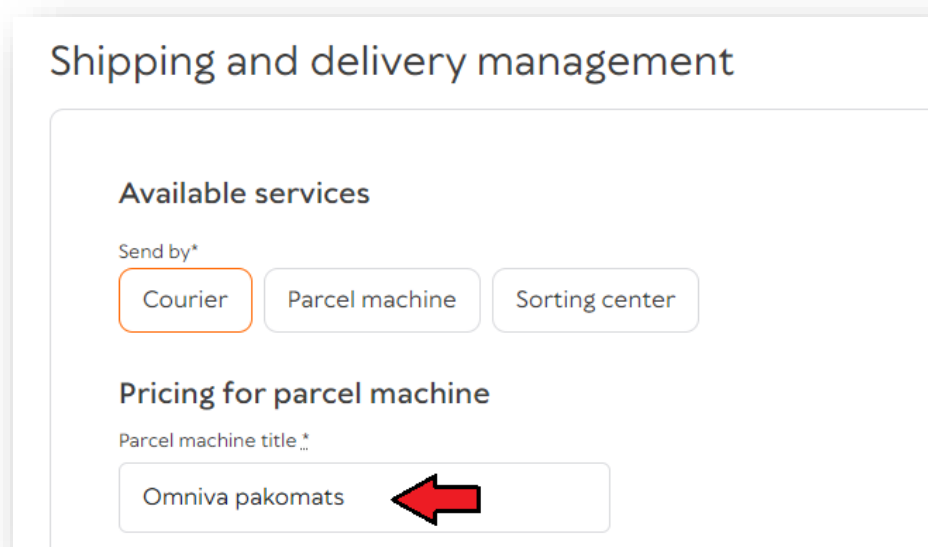 Shipping and delivery management
Available services
Send by*
Courier Parcel machine Sorting center
Pricing for parcel machine
Parcel machine title *
Omniva pakomats